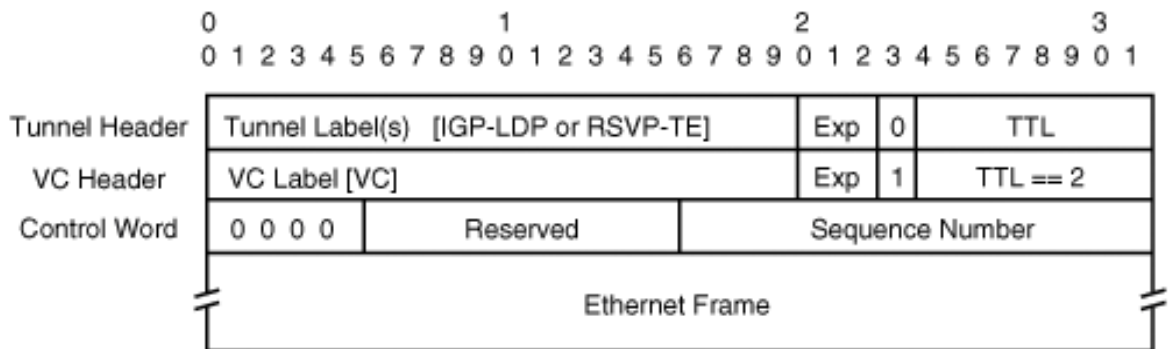 0 1 2 3
0 1 2 3 4 5 6 7 8 9 0 1 2 3 4 5 6 7 8 9 0 1 2 3 4 5 6 7 8 9 0 1
Tunnel Header Tunnel Label(s) [IGP-LDP or RSVP-TE] Exp 0 TTL
VC Header VC Label [VC] Exp 1 TTL == 2
Control Word 0 0 0 0 Reserved Sequence Number
Ethernet Frame